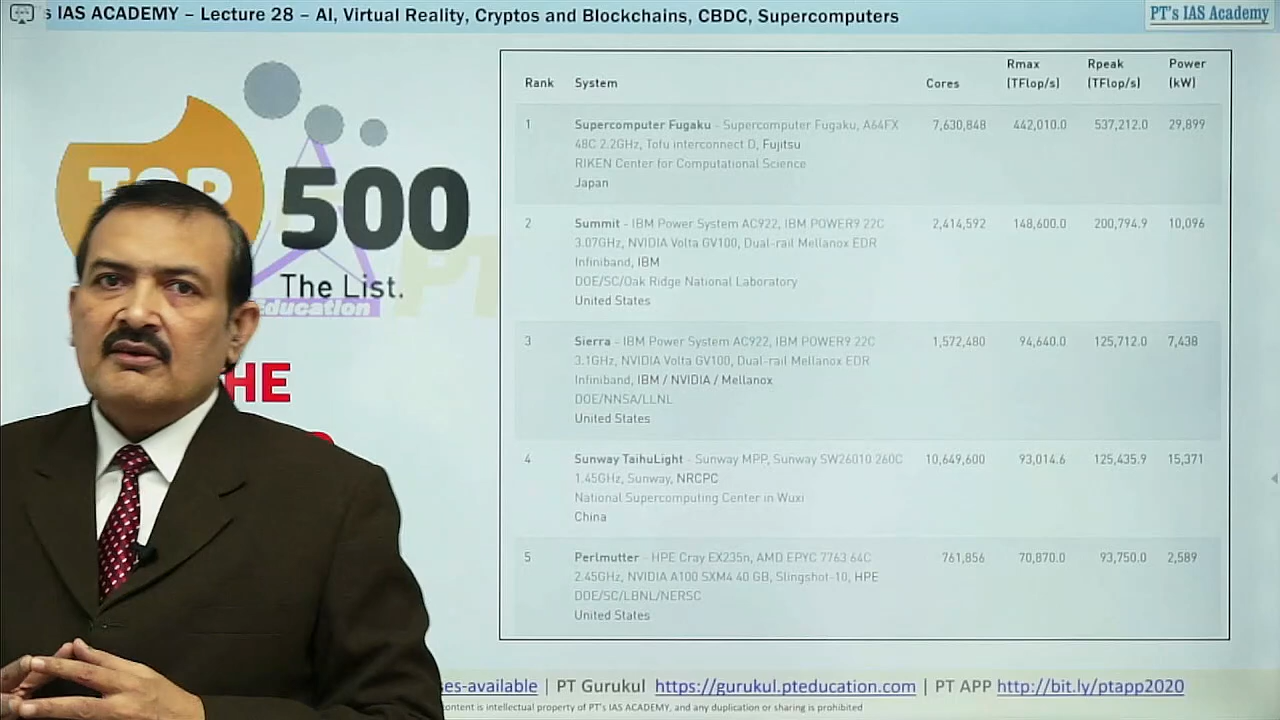 s IAS ACADEMY – Lecture 28 – AI, Virtual Reality, Cryptos and Blockchains, CBDC, Supercomputers
PT's IAS Academy
TOP
500
The List.
Education
PT
HE
Rank System Cores Rmax (TFlop/s) Rpeak (TFlop/s) Power (kW)
1 Supercomputer Fugaku - Supercomputer Fugaku, A64FX 7,630,848 442,010.0 537,212.0 29,899
48C 2.2GHz, Tofu interconnect D, Fujitsu
RIKEN Center for Computational Science
Japan
2 Summit - IBM Power System AC922, IBM POWER9 22C 2,414,592 148,600.0 200,794.9 10,096
3.07GHz, NVIDIA Volta GV100, Dual-rail Mellanox EDR
Infiniband, IBM
DOE/SC/Oak Ridge National Laboratory
United States
3 Sierra - IBM Power System AC922, IBM POWER9 22C 1,572,480 94,640.0 125,712.0 7,438
3.1GHz, NVIDIA Volta GV100, Dual-rail Mellanox EDR
Infiniband, IBM / NVIDIA / Mellanox
DOE/NNSA/LLNL
United States
4 Sunway TaihuLight - Sunway MPP, Sunway SW26010 260C 10,649,600 93,014.6 125,435.9 15,371
1.45GHz, Sunway, NRCPC
National Supercomputing Center in Wuxi
China
5 Perlmutter - HPE Cray EX235n, AMD EPYC 7763 64C 761,856 70,870.0 93,750.0 2,589
2.45GHz, NVIDIA A100 SXM4 40 GB, Slingshot-10, HPE
DOE/SC/LBNL/NERSC
United States
ses-available | PT Gurukul https://gurukul.pteducation.com | PT APP http://bit.ly/ptapp2020
content is intellectual property of PT's IAS ACADEMY, and any duplication or sharing is prohibited